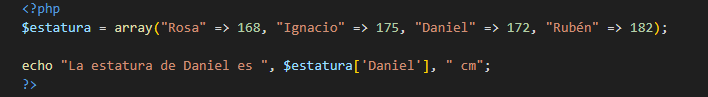 <?php
$estatura = array("Rosa" => 168, "Ignacio" => 175, "Daniel" => 172, "Rubén" => 182);
echo "La estatura de Daniel es ", $estatura['Daniel'], " cm";
?>